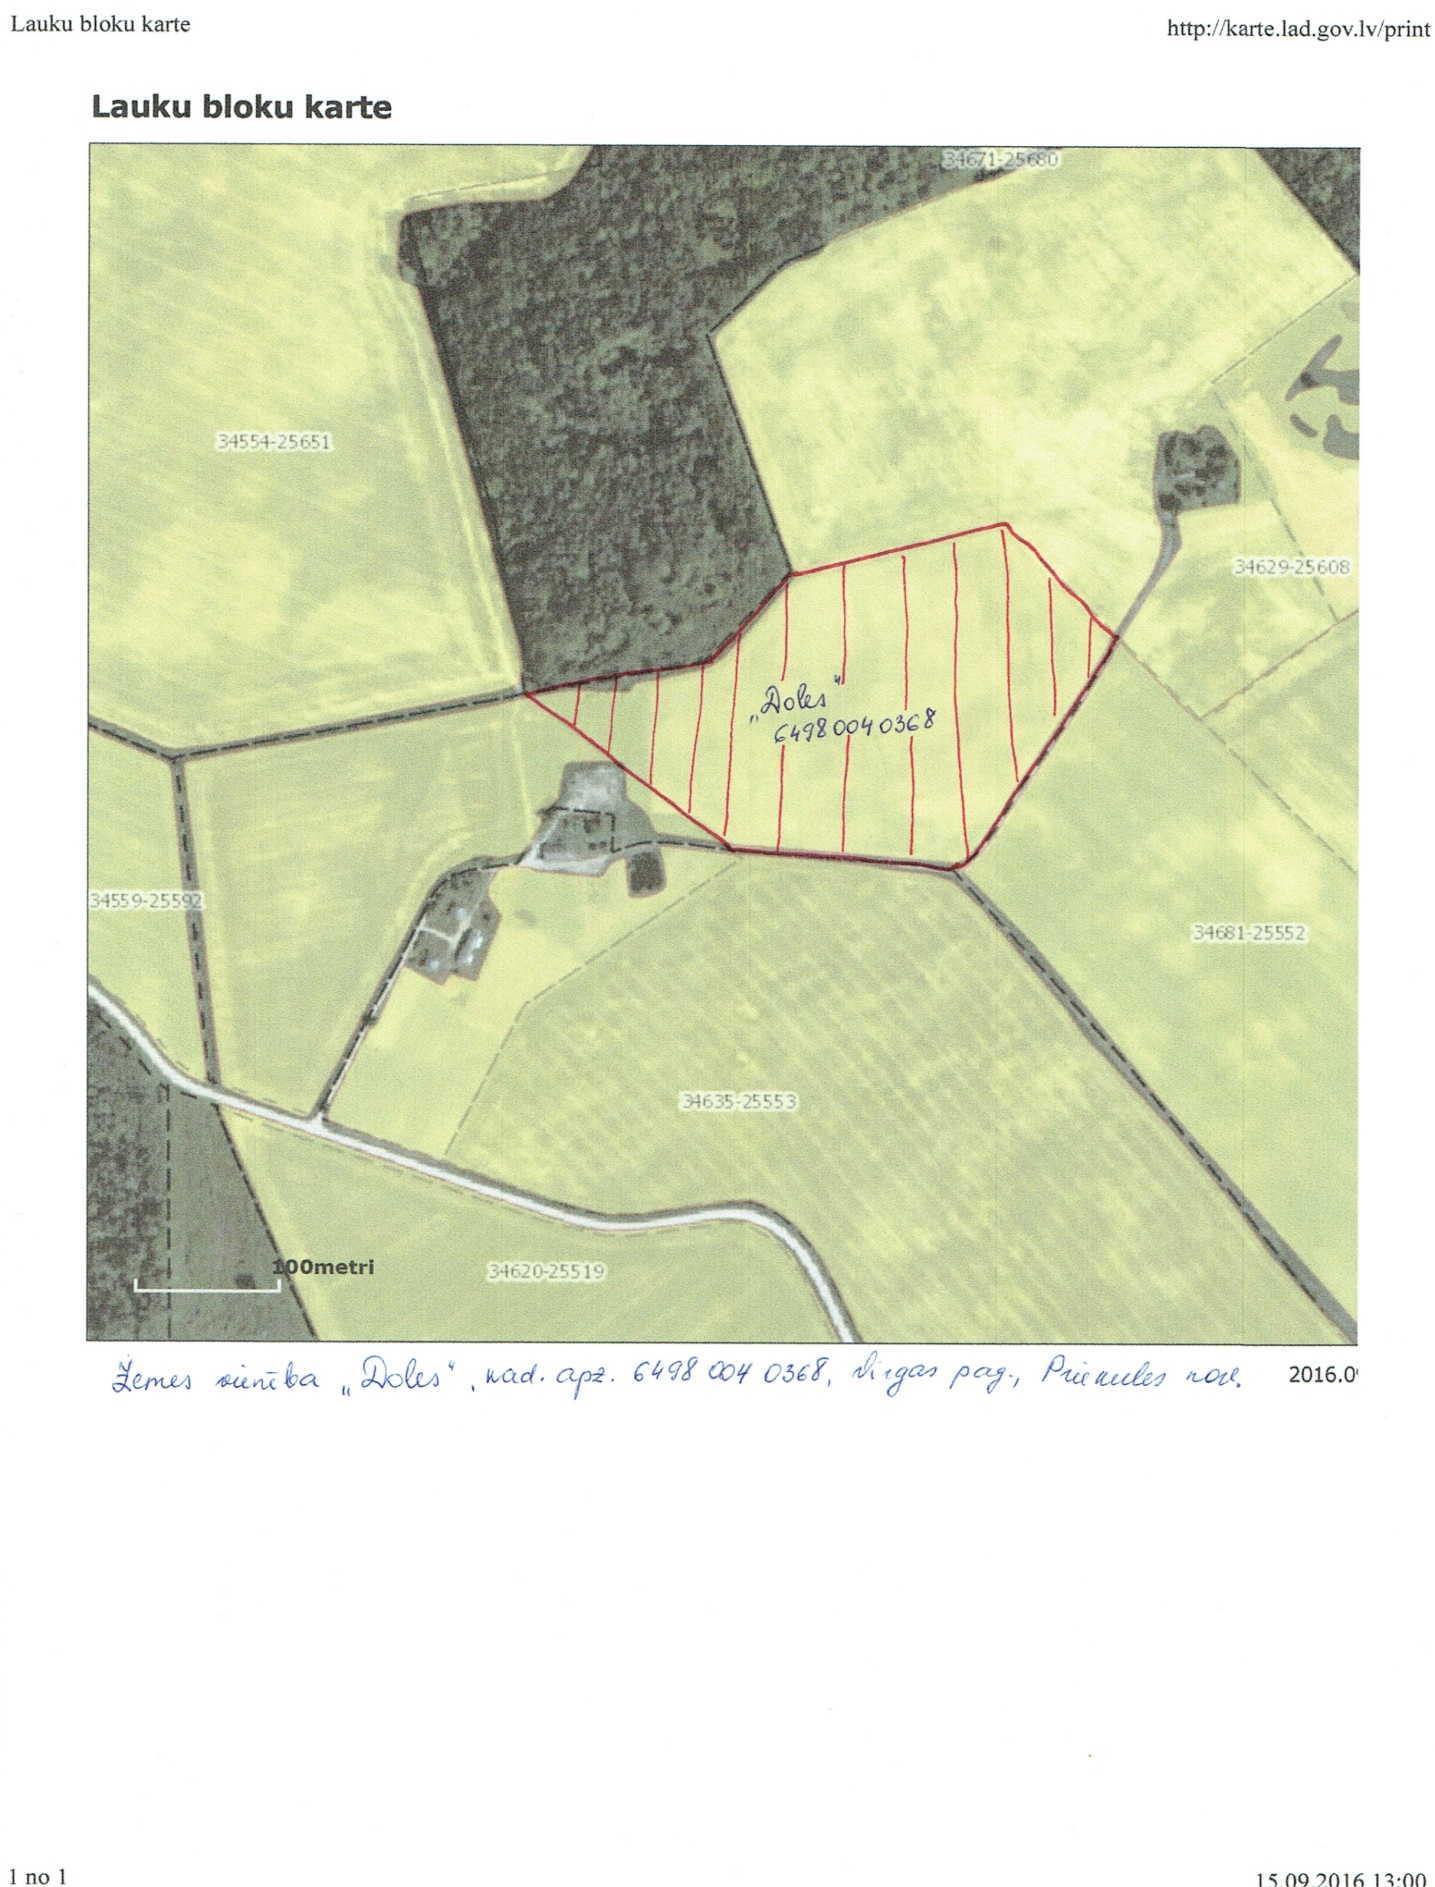 Lauku bloku karte
http://karte.lad.gov.lv/print
Lauku bloku karte
34671-25680
34554-25651
34629-25608
„Doles"
6498 004 0368
34559-25592
34681-25552
34635-25553
100metri
34620-25519
Zemes vienība „Doles", kad. apz. 6498 004 0368, Virgas pag., Priekules nov.
2016.0
1 no 1
15.09.2016 13:00